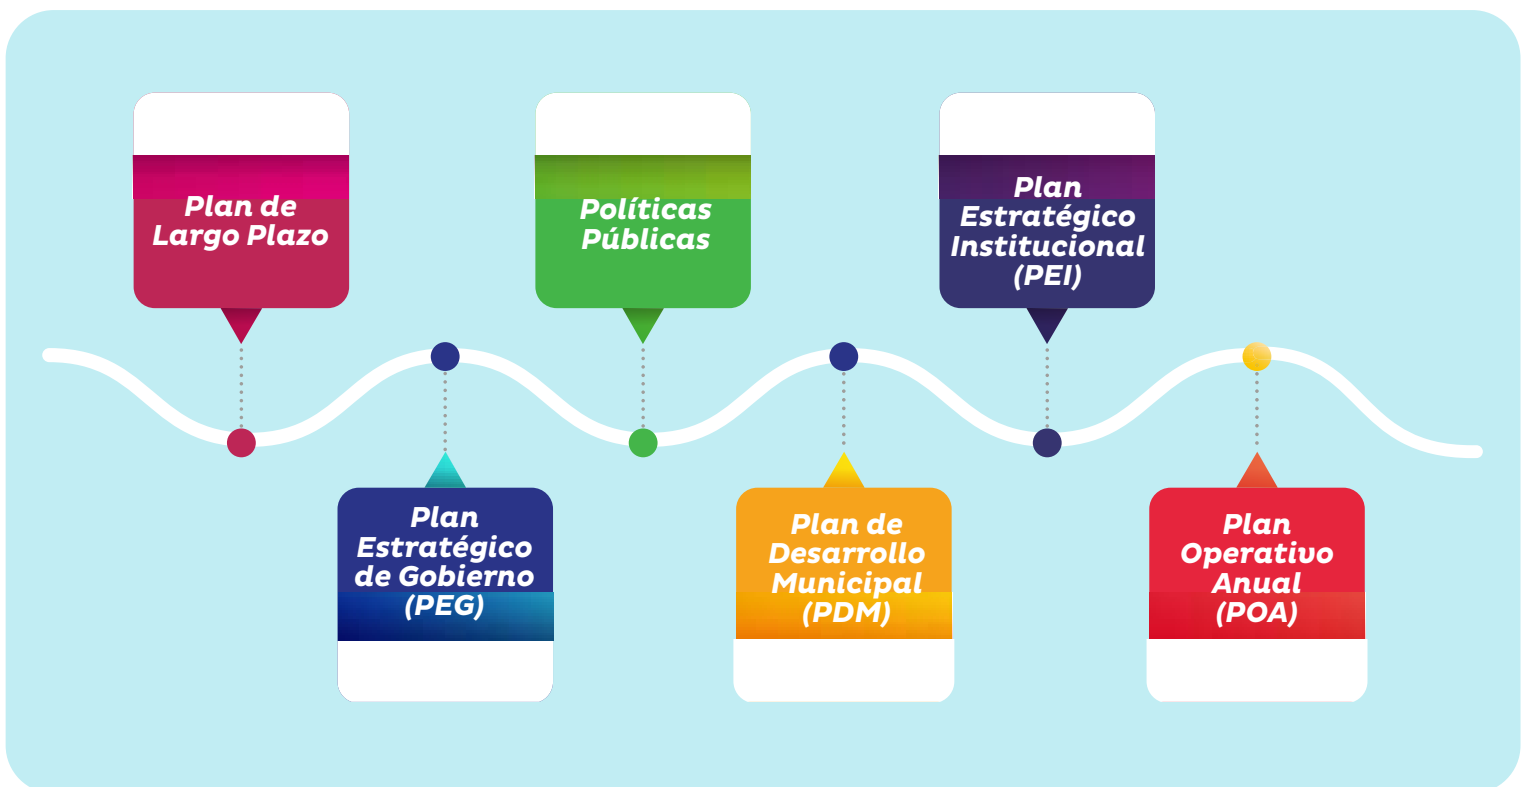 Plan de
Largo Plazo
Plan
Estratégico
de Gobierno
(PEG)
Políticas
Públicas
Plan de
Desarrollo
Municipal
(PDM)
Plan
Estratégico
Institucional
(PEI)
Plan
Operativo
Anual
(POA)